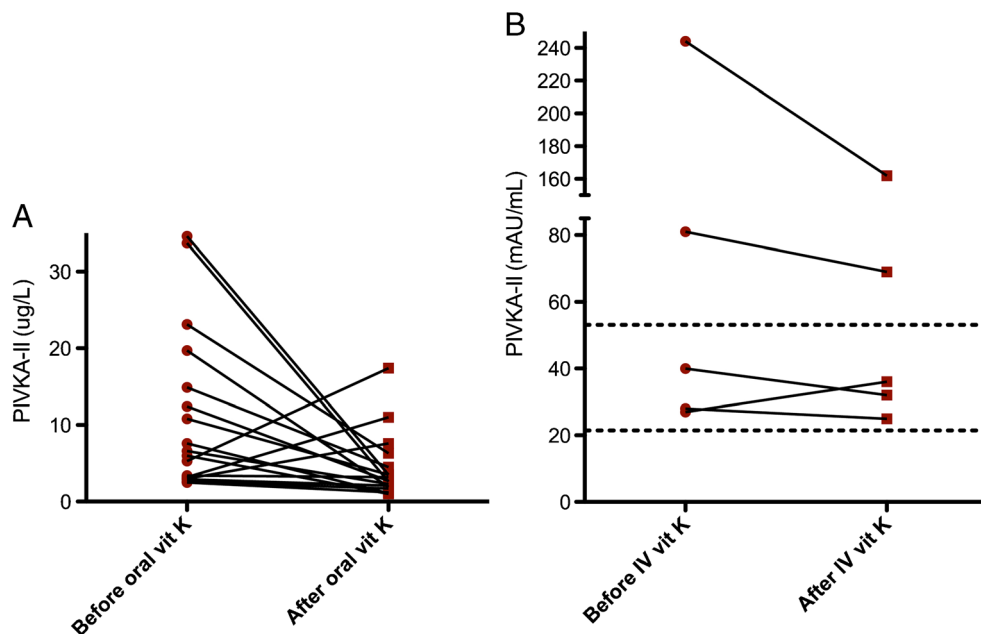 A
PIVKA-II (ug/L)
30
20
10
0
Before oral vit K
After oral vit K
B
PIVKA-II (mAU/mL)
240
220
200
180
160
80
60
40
20
0
Before IV vit K
After IV vit K